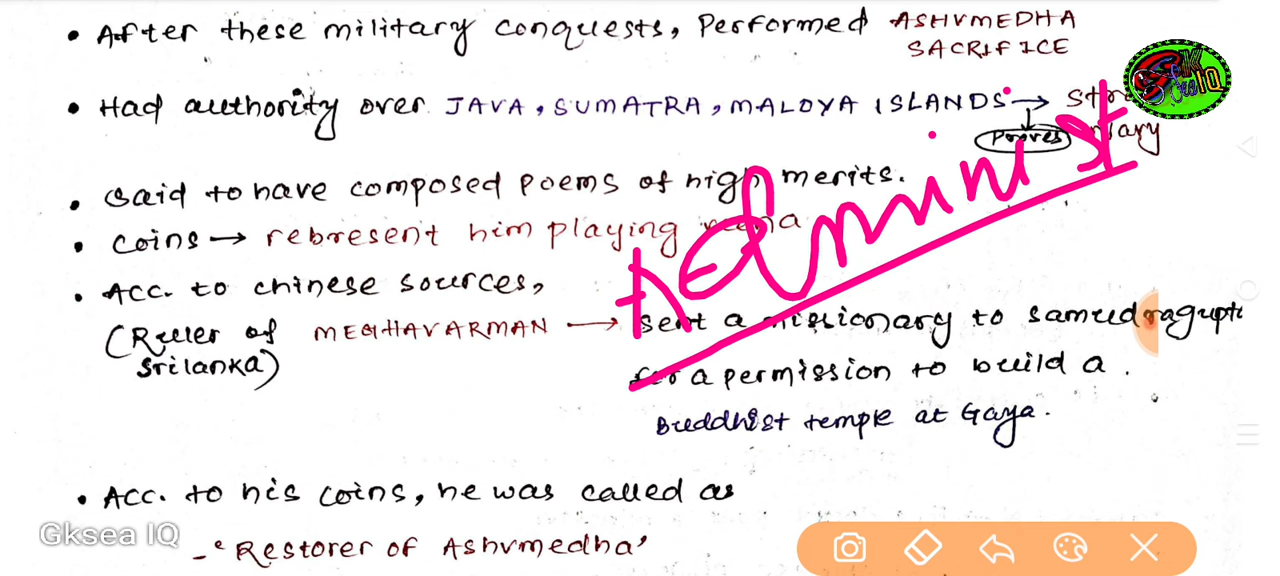 • After these military conquests, Performed ASHVMEDHA
SACRIFICE
• Had authority over JAVA, SUMATRA, MALOYA ISLANDS →
Prooves
• Said to have composed poems of high merits.
• coins → rebresent him playing
• Acc. to chinese sources,
(Ruler of MEGHAVARMAN → sent a missionary to samudragupta
Srilanka)
for a permission to build a.
Buddhist temple at Gaya.
• Acc. to his coins, he was called as
- 'Restorer of Ashvmedha'
Gksea IQ